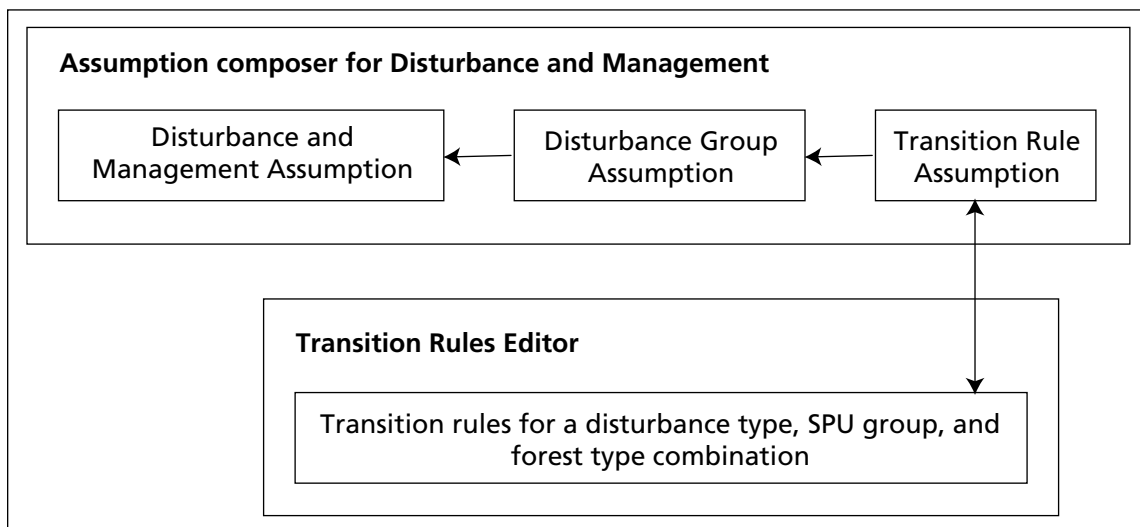 Assumption composer for Disturbance and Management
Disturbance and
Management Assumption
Disturbance Group
Assumption
Transition Rule
Assumption
Transition Rules Editor
Transition rules for a disturbance type, SPU group, and
forest type combination